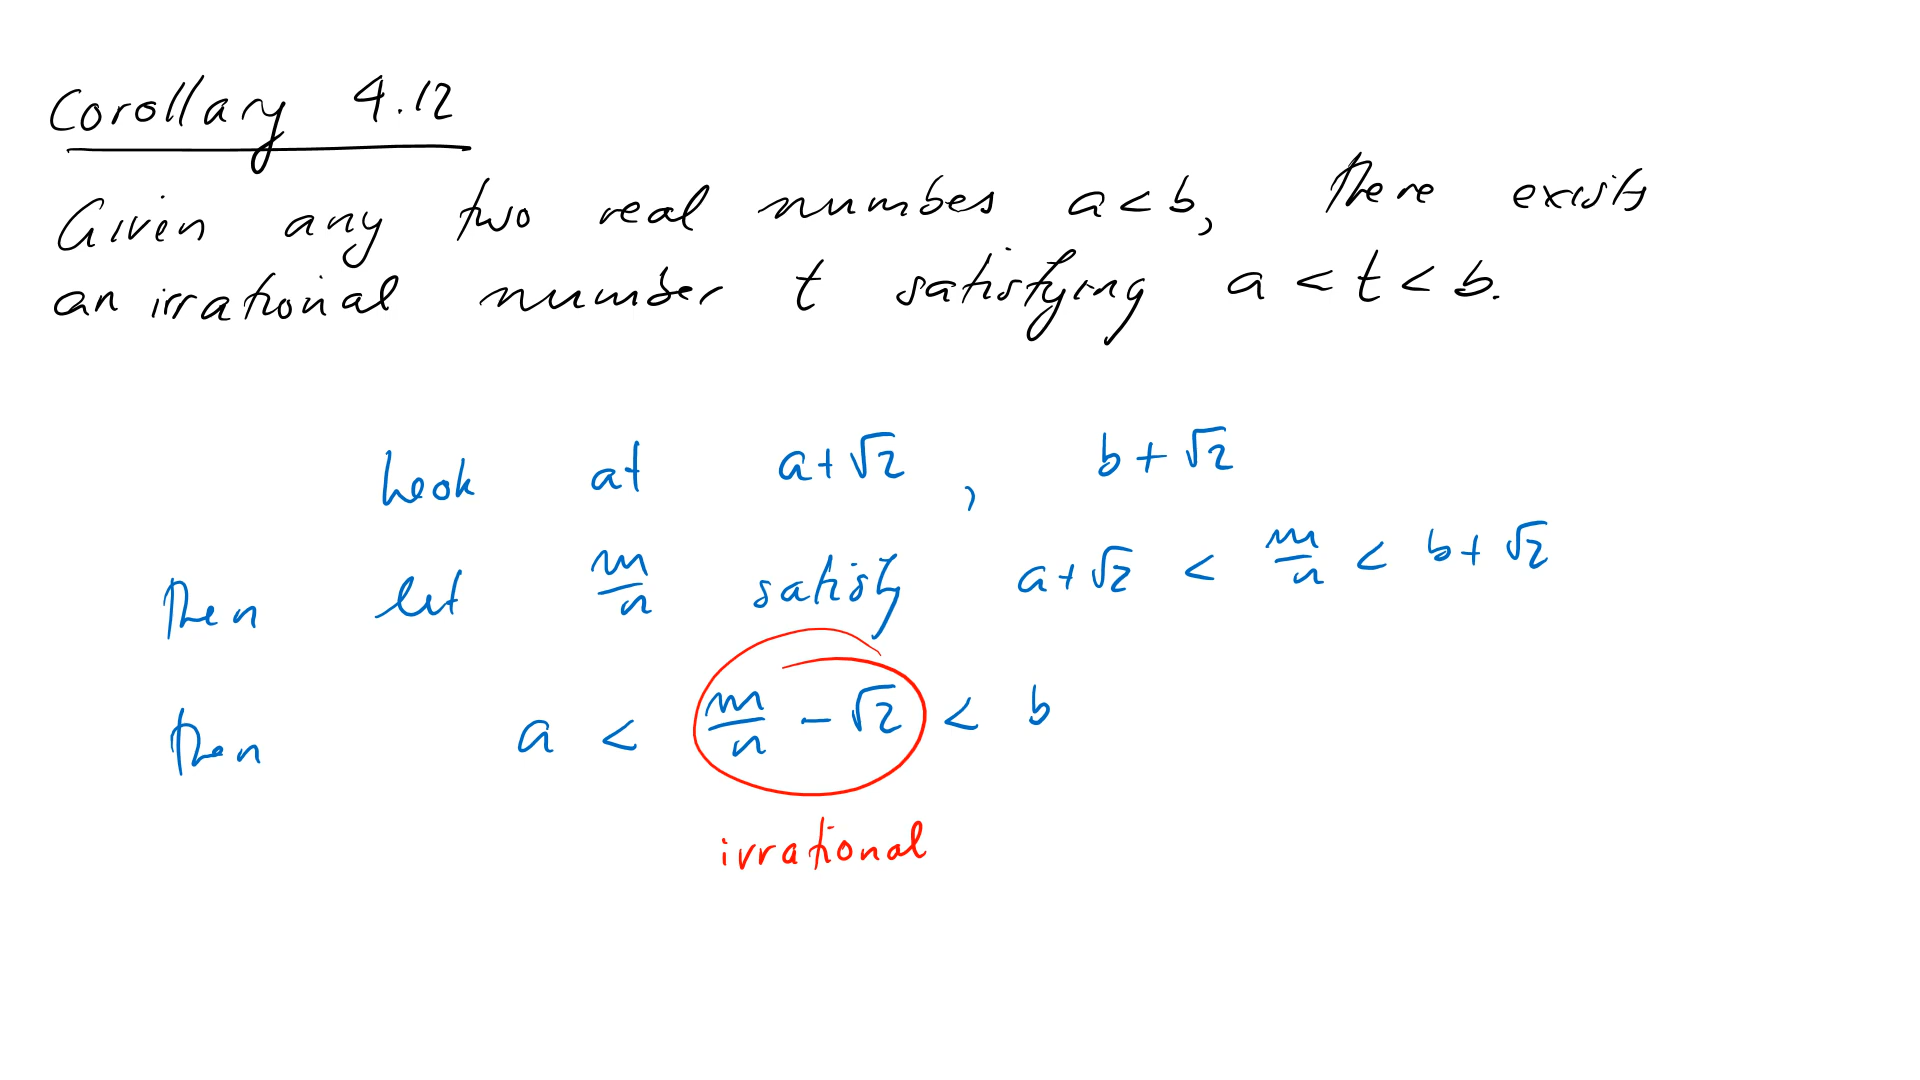 Corollary 4.12
Given any two real numbes a<b, there exists
an irrational number t satisfying a < t < b.
Look at a+√2 , b+√2
Then let m/n satisfy a+√2 < m/n < b+√2
Then a < m/n - √2 < b
irrational